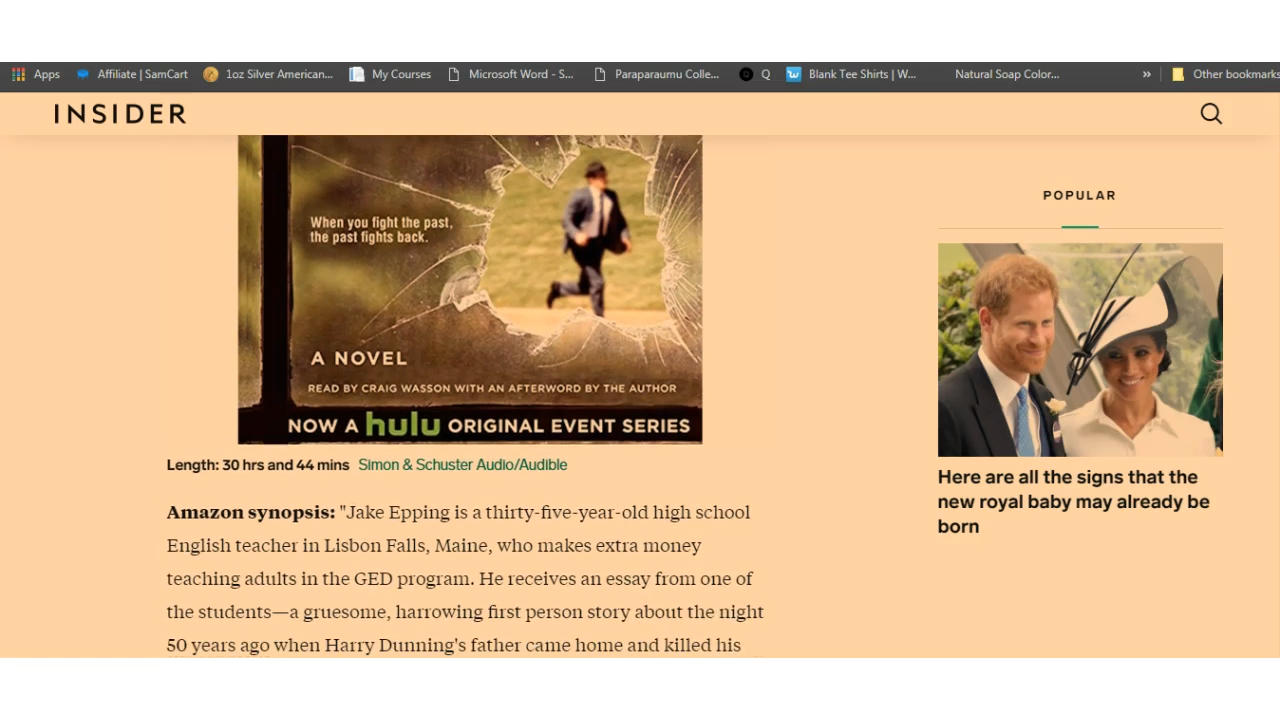 Apps
Affiliate | SamCart
1oz Silver American...
My Courses
Microsoft Word - S...
Paraparaumu Colle...
Q
Blank Tee Shirts | W...
Natural Soap Color...
»
Other bookmarks
INSIDER
When you fight the past,
the past fights back.
A NOVEL
READ BY CRAIG WASSON WITH AN AFTERWORD BY THE AUTHOR
NOW A hulu ORIGINAL EVENT SERIES
Length: 30 hrs and 44 mins Simon & Schuster Audio/Audible
Amazon synopsis: "Jake Epping is a thirty-five-year-old high school
English teacher in Lisbon Falls, Maine, who makes extra money
teaching adults in the GED program. He receives an essay from one of
the students—a gruesome, harrowing first person story about the night
50 years ago when Harry Dunning's father came home and killed his
POPULAR
Here are all the signs that the
new royal baby may already be
born